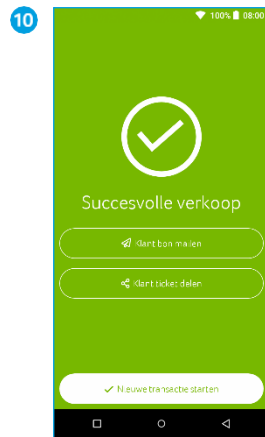 10
100% 08:00
Succesvolle verkoop
Klant bon mailen
Klant ticket delen
Nieuwe transactie starten